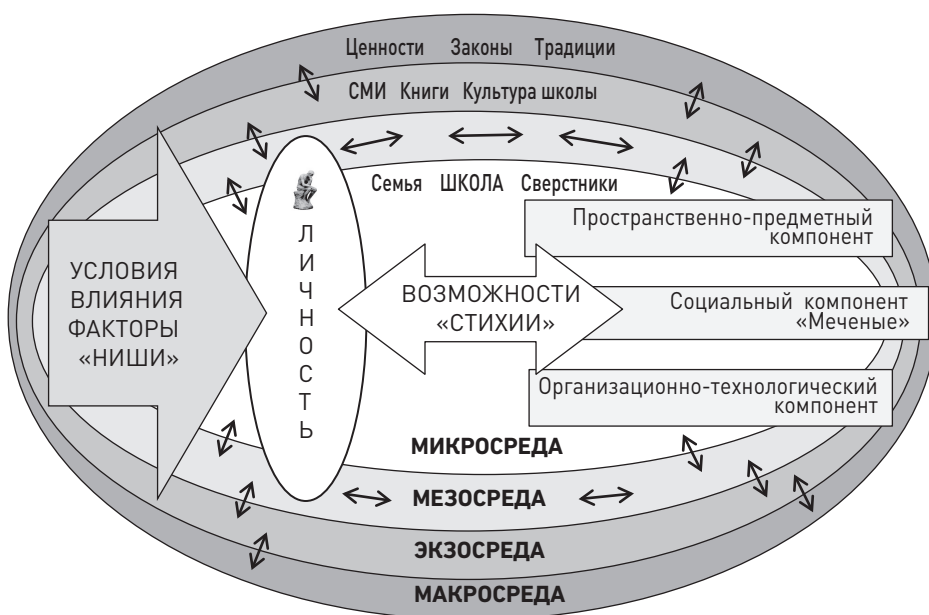 Ценности Законы Традиции
СМИ Книги Культура школы
Семья ШКОЛА Сверстники
УСЛОВИЯ
ВЛИЯНИЯ
ФАКТОРЫ
«НИШИ»
Л
И
Ч
Н
О
С
Т
Ь
ВОЗМОЖНОСТИ
«СТИХИИ»
Пространственно-предметный
компонент
Социальный компонент
«Меченые»
Организационно-технологический
компонент
МИКРОСРЕДА
МЕЗОСРЕДА
ЭКЗОСРЕДА
МАКРОСРЕДА